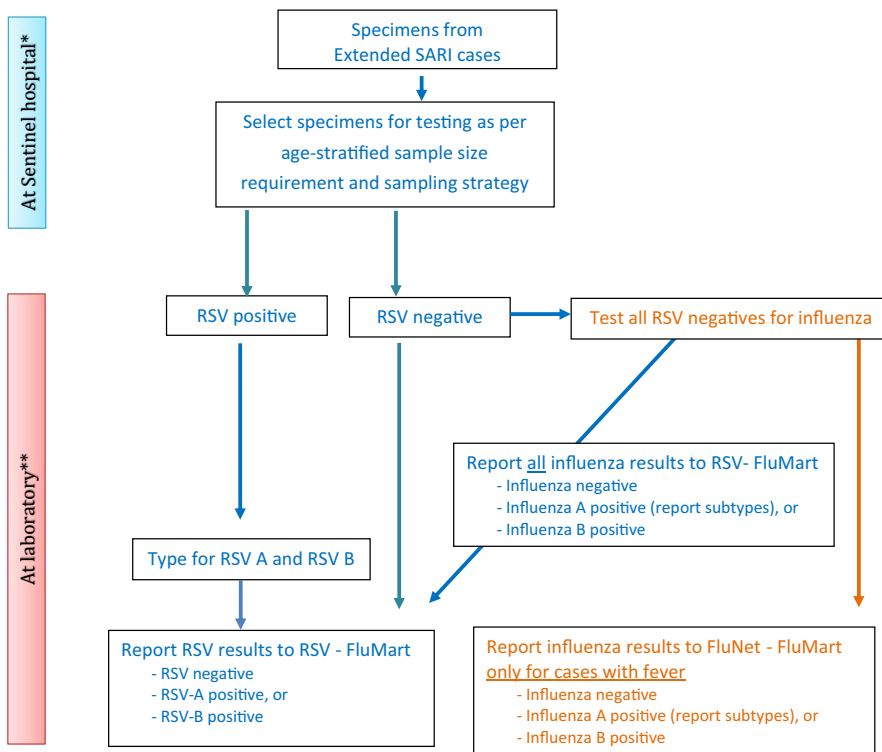 At Sentinel hospital*
Specimens from
Extended SARI cases
Select specimens for testing as per
age-stratified sample size
requirement and sampling strategy
At laboratory**
RSV positive
RSV negative
Test all RSV negatives for influenza
Report all influenza results to RSV- FluMart
- Influenza negative
- Influenza A positive (report subtypes), or
- Influenza B positive
Type for RSV A and RSV B
Report RSV results to RSV - FluMart
- RSV negative
- RSV-A positive, or
- RSV-B positive
Report influenza results to FluNet - FluMart
only for cases with fever
- Influenza negative
- Influenza A positive (report subtypes), or
- Influenza B positive